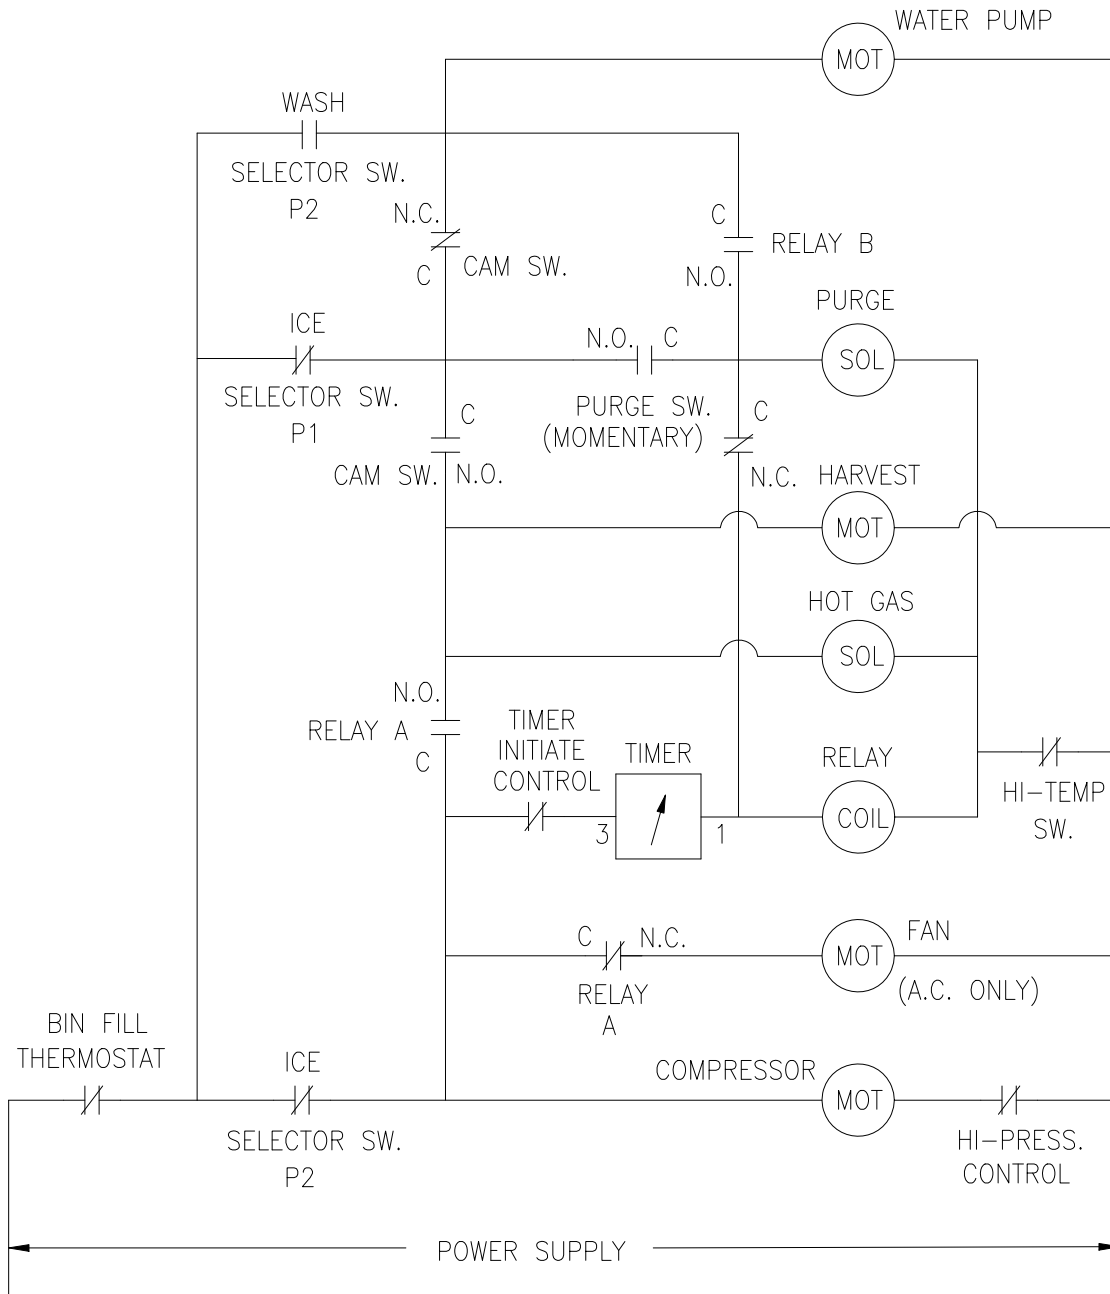 WATER PUMP
MOT
WASH
SELECTOR SW.
P2
N.C.
C
CAM SW.
C
RELAY B
N.O.
PURGE
SOL
ICE
SELECTOR SW.
P1
N.O.
C
PURGE SW.
(MOMENTARY)
C
CAM SW.
N.O.
C
N.C.
HARVEST
MOT
HOT GAS
SOL
N.O.
RELAY A
C
TIMER
INITIATE
CONTROL
TIMER
3
1
RELAY
COIL
HI-TEMP
SW.
C
N.C.
RELAY
A
FAN
MOT
(A.C. ONLY)
BIN FILL
THERMOSTAT
ICE
SELECTOR SW.
P2
COMPRESSOR
MOT
HI-PRESS.
CONTROL
POWER SUPPLY